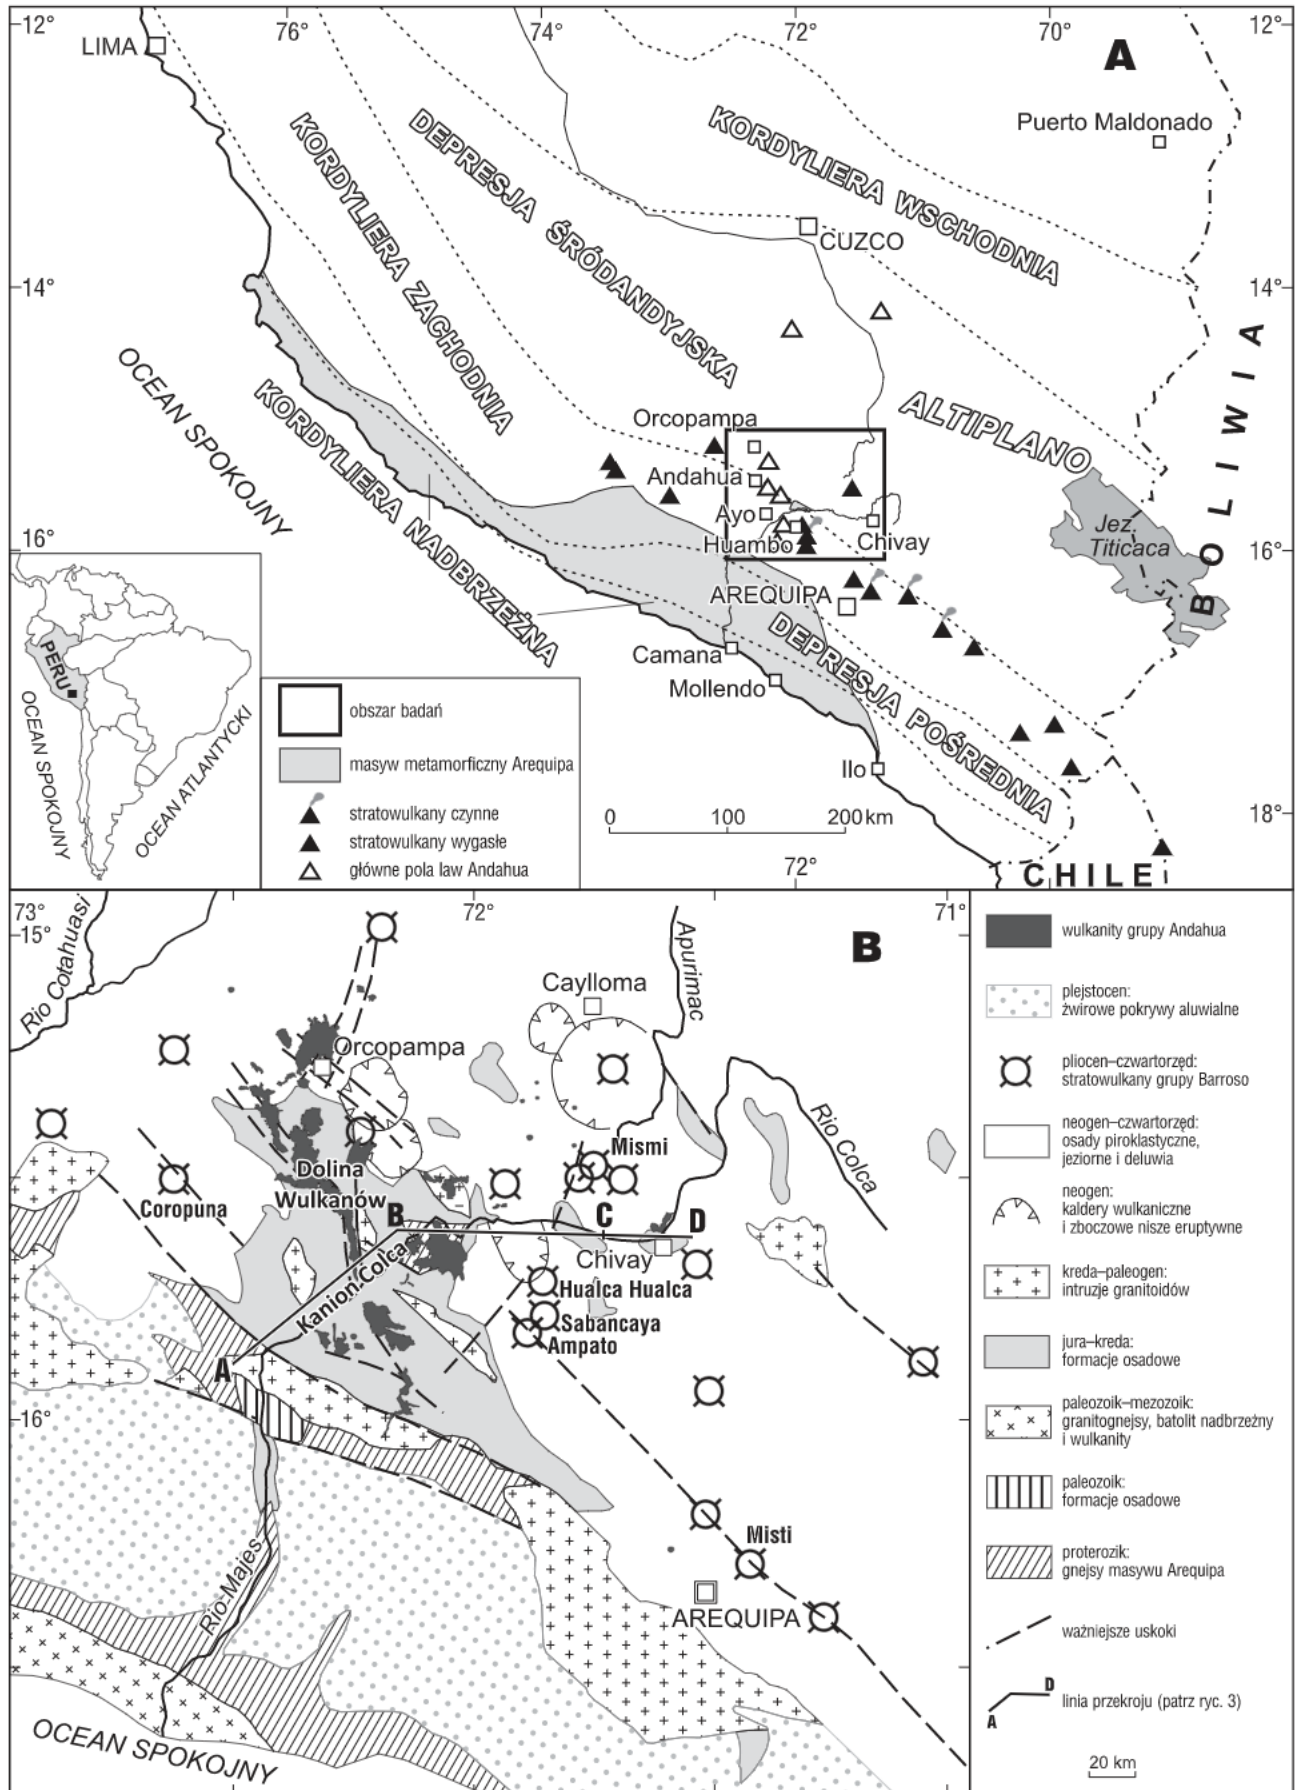 12°
76°
74°
72°
70°
12°
A
LIMA
Puerto Maldonado
KORDYLIERA WSCHODNIA
DEPRESJA ŚRÓDANDYJSKA
KORDYLIERA ZACHODNIA
CUZCO
14°
14°
OCEAN SPOKOJNY
KORDYLIERA NADBRZEŻNA
ALTIPLANO
BOLIWIA
Orcopampa
Andahua
Ayo
Huambo
Chivay
Jez.
Titicaca
16°
16°
AREQUIPA
DEPRESJA POŚREDNIA
Camana
Mollendo
Ilo
PERU
OCEAN SPOKOJNY
OCEAN ATLANTYCKI
obszar badań
masyw metamorficzny Arequipa
stratowulkany czynne
stratowulkany wygasłe
główne pola law Andahua
0 100 200 km
18°
72°
CHILE
73°
15°
72°
71°
B
Rio Cotahuasi
Apurimac
Caylloma
Orcopampa
Rio Colca
Mismi
Dolina
Wulkanów
Coropuna
B
C
D
Chivay
Kanion Colca
Hualca Hualca
Sabancaya
Ampato
A
16°
Misti
AREQUIPA
Rio Majes
OCEAN SPOKOJNY
wulkanity grupy Andahua
plejstocen:
żwirowe pokrywy aluwialne
pliocen–czwartorzęd:
stratowulkany grupy Barroso
neogen–czwartorzęd:
osady piroklastyczne,
jeziorne i deluwia
neogen:
kaldery wulkaniczne
i zboczowe nisze eruptywne
kreda–paleogen:
intruzje granitoidów
jura–kreda:
formacje osadowe
paleozoik–mezozoik:
granitognejsy, batolit nadbrzeżny
i wulkanity
paleozoik:
formacje osadowe
proterozik:
gnejsy masywu Arequipa
ważniejsze uskoki
D
linia przekroju (patrz ryc. 3)
A
20 km